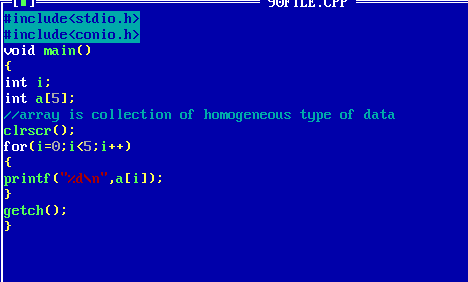 [■] 90FILE.CPP
#include<stdio.h>
#include<conio.h>
void main()
{
int i;
int a[5];
//array is collection of homogeneous type of data
clrscr();
for(i=0;i<5;i++)
{
printf("%d\n",a[i]);
}
getch();
}